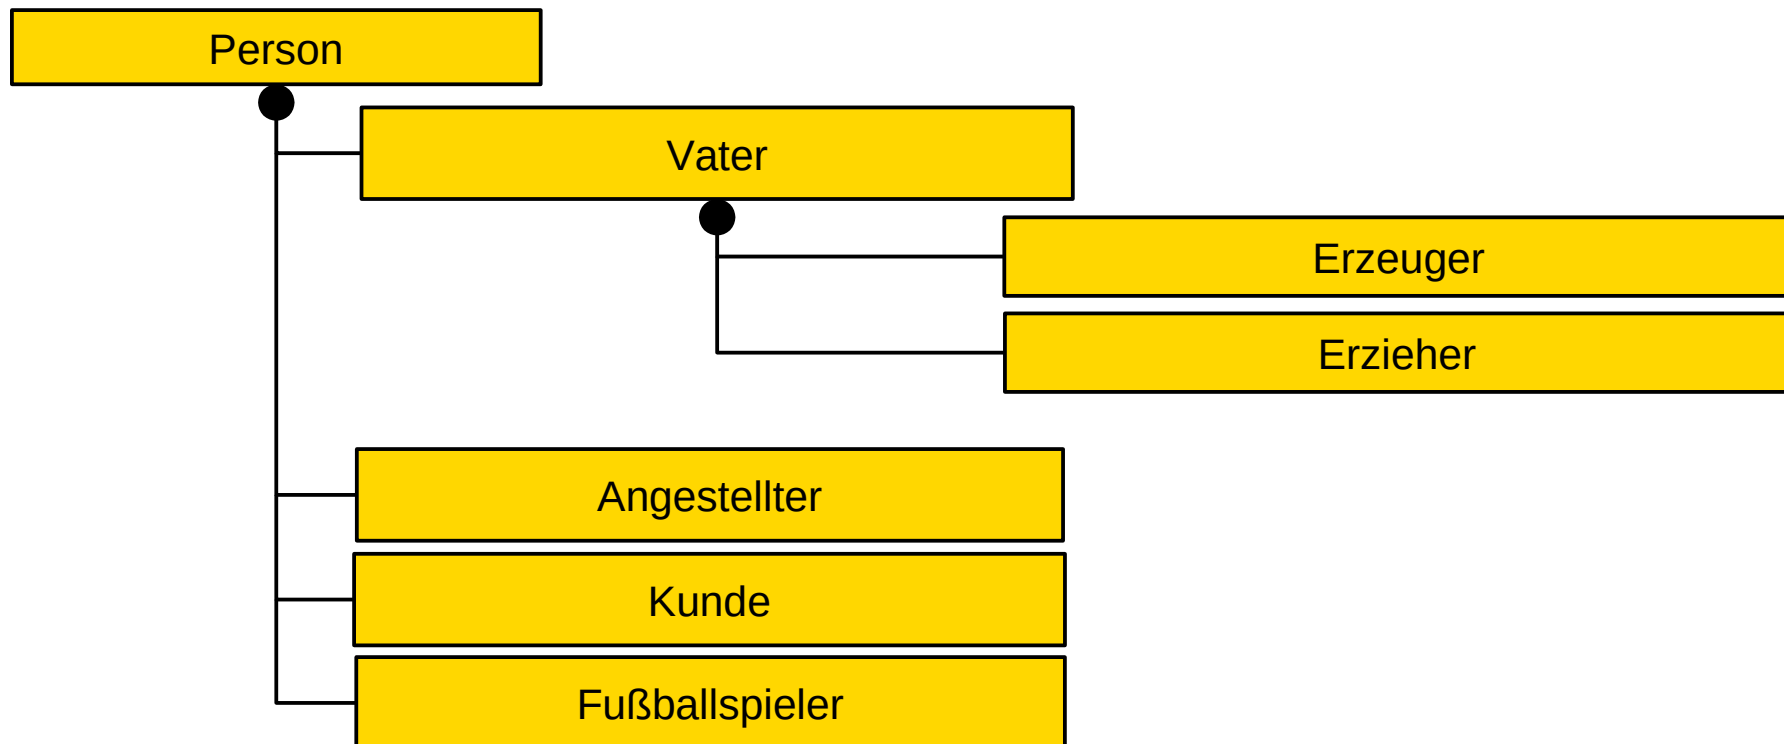 Person
Vater
Erzeuger
Erzieher
Angestellter
Kunde
Fußballspieler